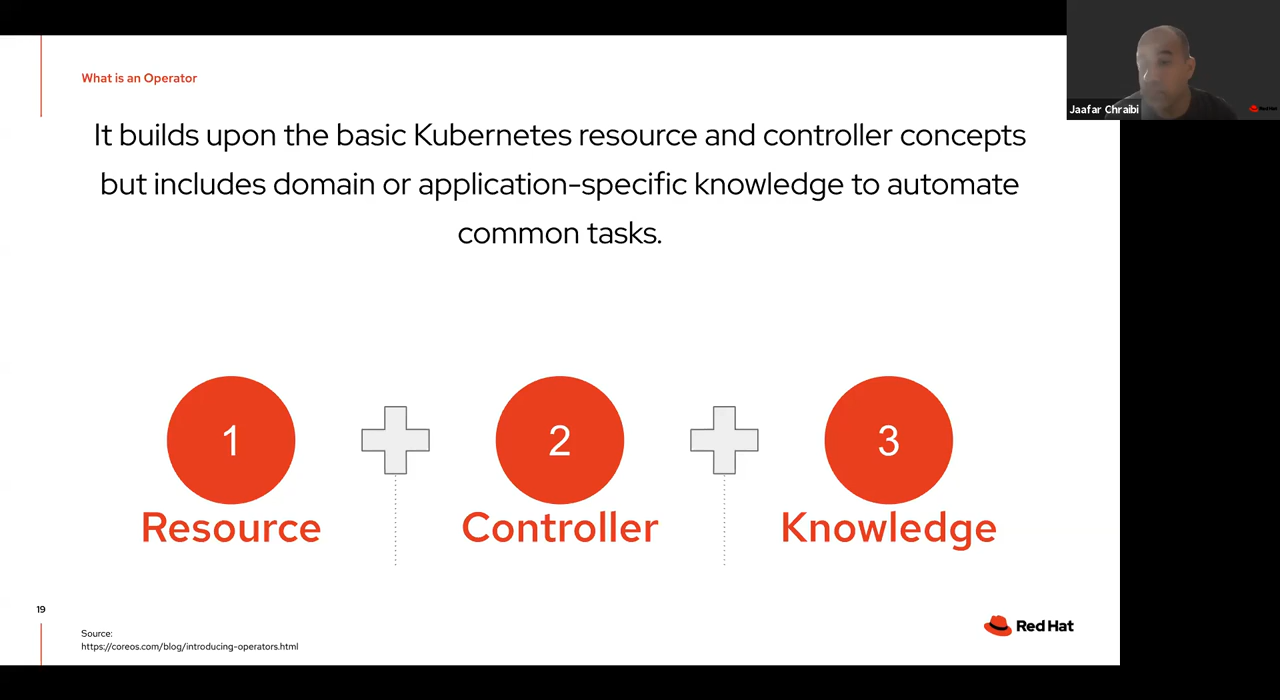 What is an Operator
Jaafar Chraibi
Red Hat
It builds upon the basic Kubernetes resource and controller concepts
but includes domain or application-specific knowledge to automate
common tasks.
1
2
3
Resource
Controller
Knowledge
19
Source:
https://coreos.com/blog/introducing-operators.html
Red Hat